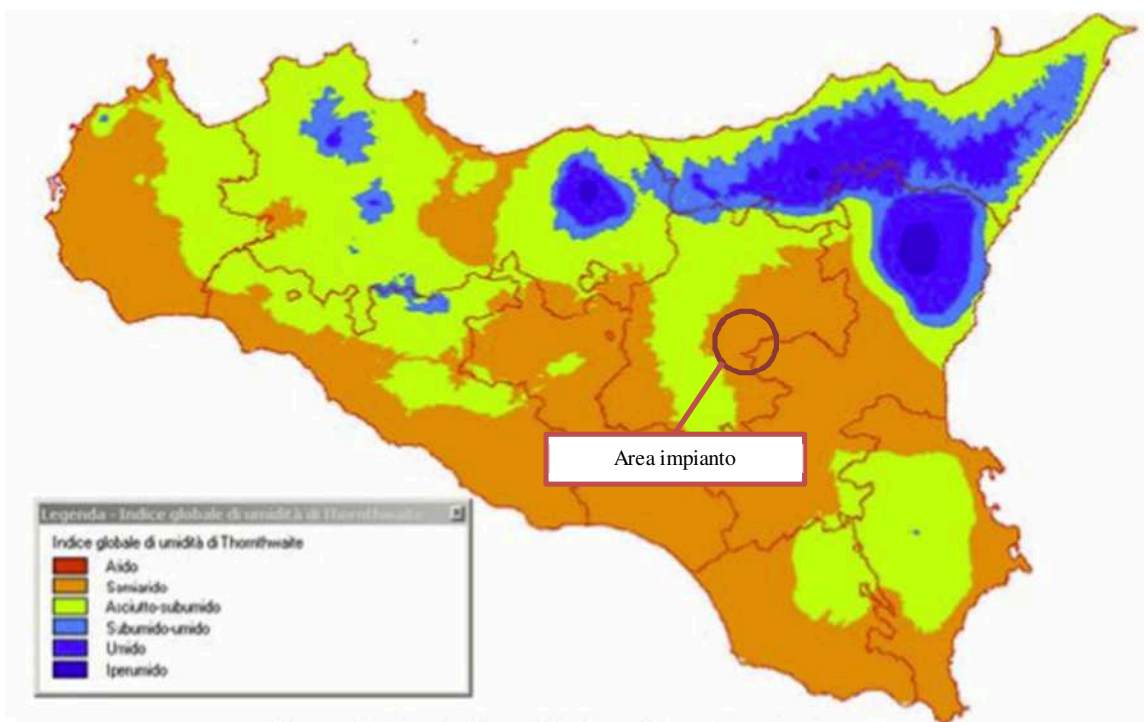 Area impianto
Legenda - Indice globale di umidità di Thornthwaite
Indice globale di umidità di Thornthwaite
Arido
Semiarido
Asciutto-subumido
Subumido-umido
Umido
Iperumido